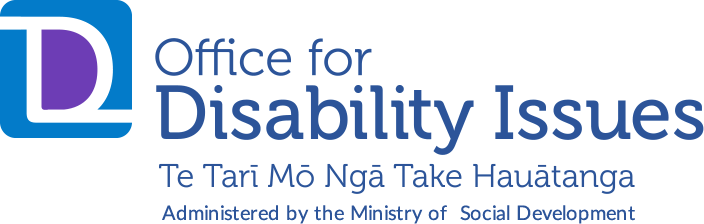 Office for
Disability Issues
Te Tarī Mō Ngā Take Hauātanga
Administered by the Ministry of Social Development